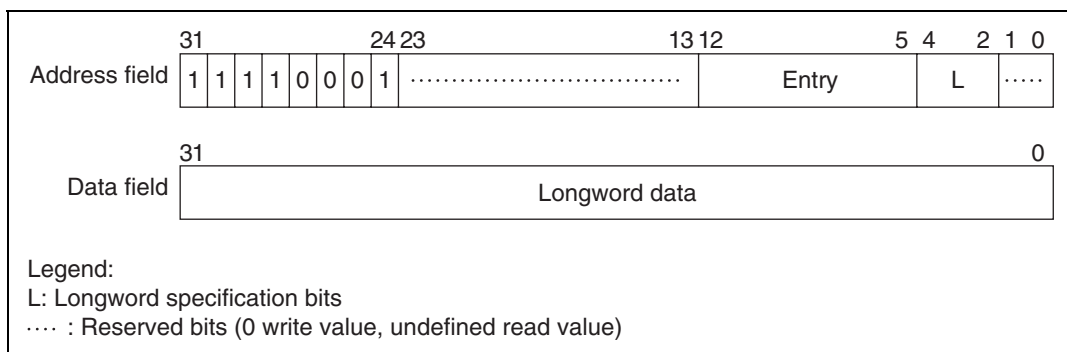 31 24 23 13 12 5 4 2 1 0
Address field 1 1 1 1 0 0 0 1 ................................ Entry L .....
31 0
Data field Longword data
Legend:
L: Longword specification bits
.... : Reserved bits (0 write value, undefined read value)